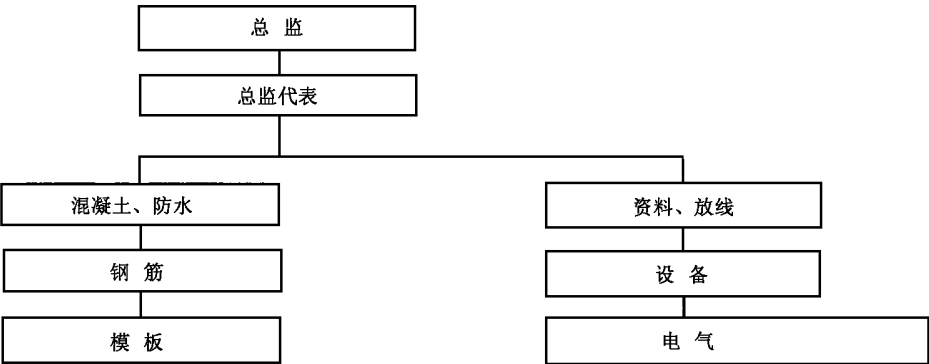 总 监
总监代表
混凝土、防水
资料、放线
钢 筋
设 备
模 板
电 气